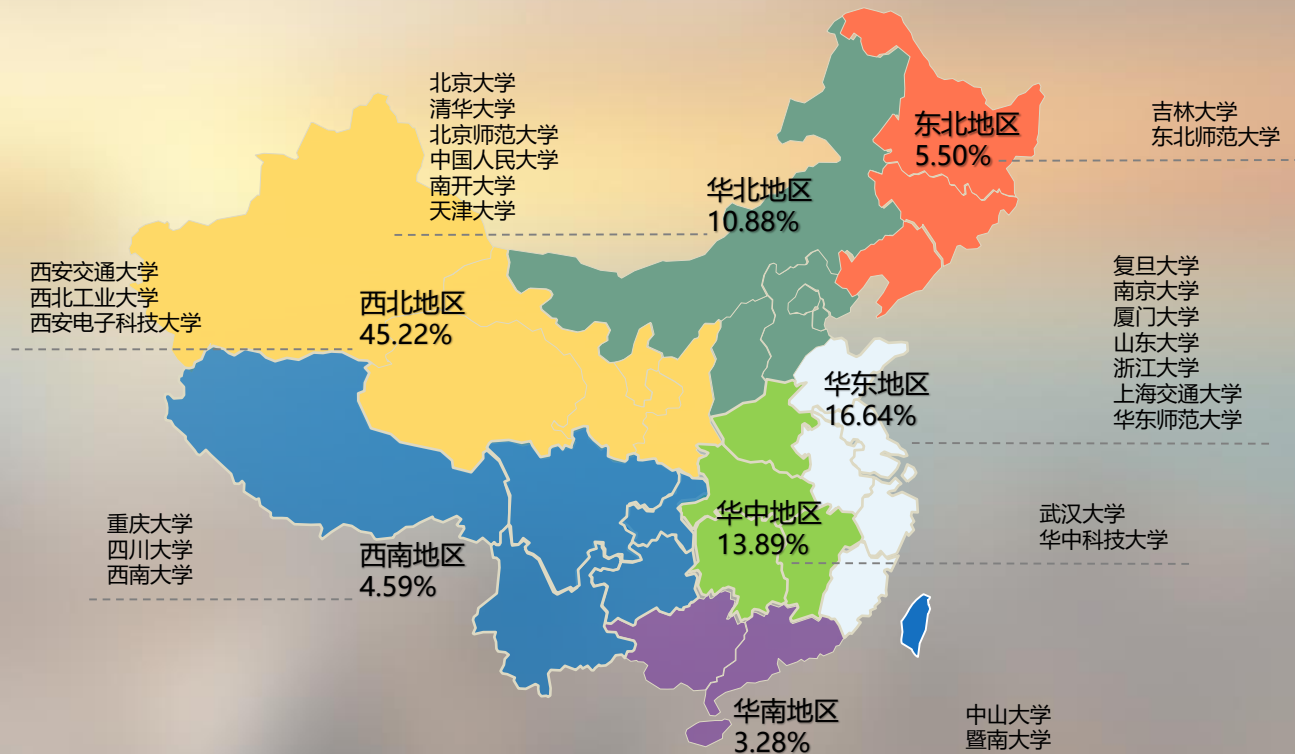 北京大学
清华大学
北京师范大学
中国人民大学
南开大学
天津大学
华北地区
10.88%
东北地区
5.50%
吉林大学
东北师范大学
西安交通大学
西北工业大学
西安电子科技大学
西北地区
45.22%
复旦大学
南京大学
厦门大学
山东大学
浙江大学
上海交通大学
华东师范大学
华东地区
16.64%
重庆大学
四川大学
西南大学
西南地区
4.59%
华中地区
13.89%
武汉大学
华中科技大学
华南地区
3.28%
中山大学
暨南大学